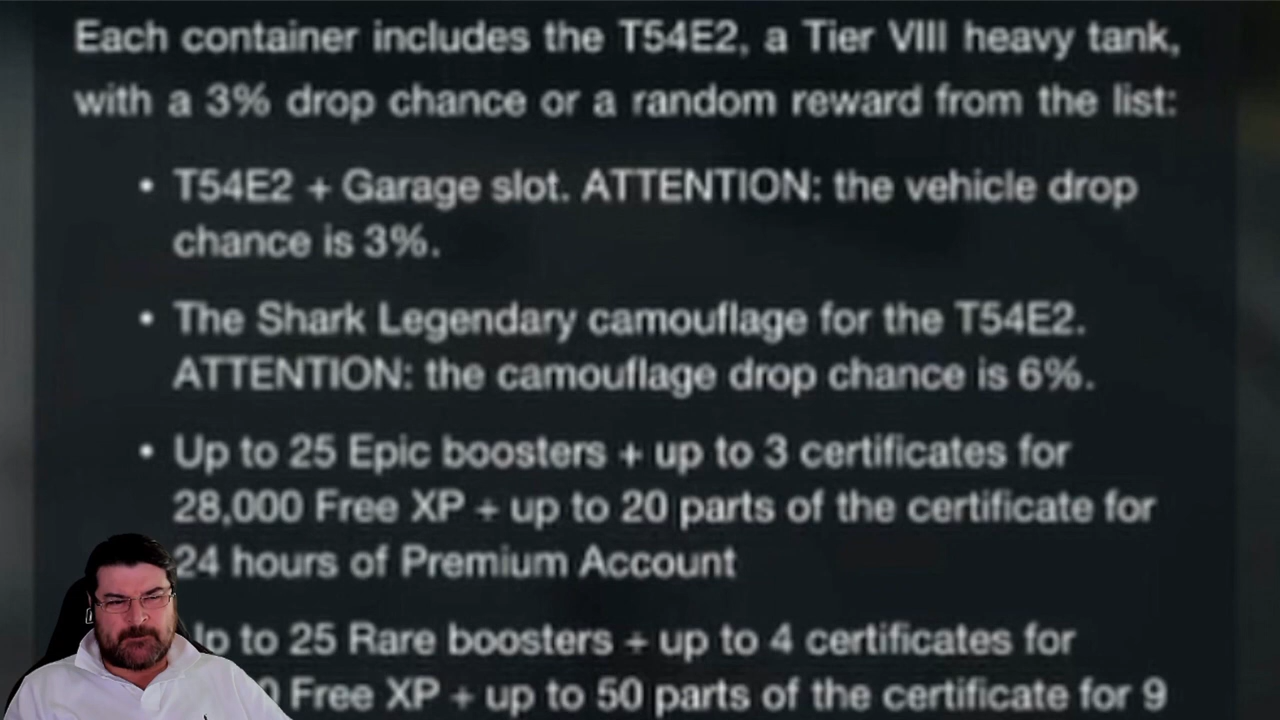 Each container includes the T54E2, a Tier VIII heavy tank,
with a 3% drop chance or a random reward from the list:
• T54E2 + Garage slot. ATTENTION: the vehicle drop
chance is 3%.
• The Shark Legendary camouflage for the T54E2.
ATTENTION: the camouflage drop chance is 6%.
• Up to 25 Epic boosters + up to 3 certificates for
28,000 Free XP + up to 20 parts of the certificate for
24 hours of Premium Account
to 25 Rare boosters + up to 4 certificates for
Free XP + up to 50 parts of the certificate for 9